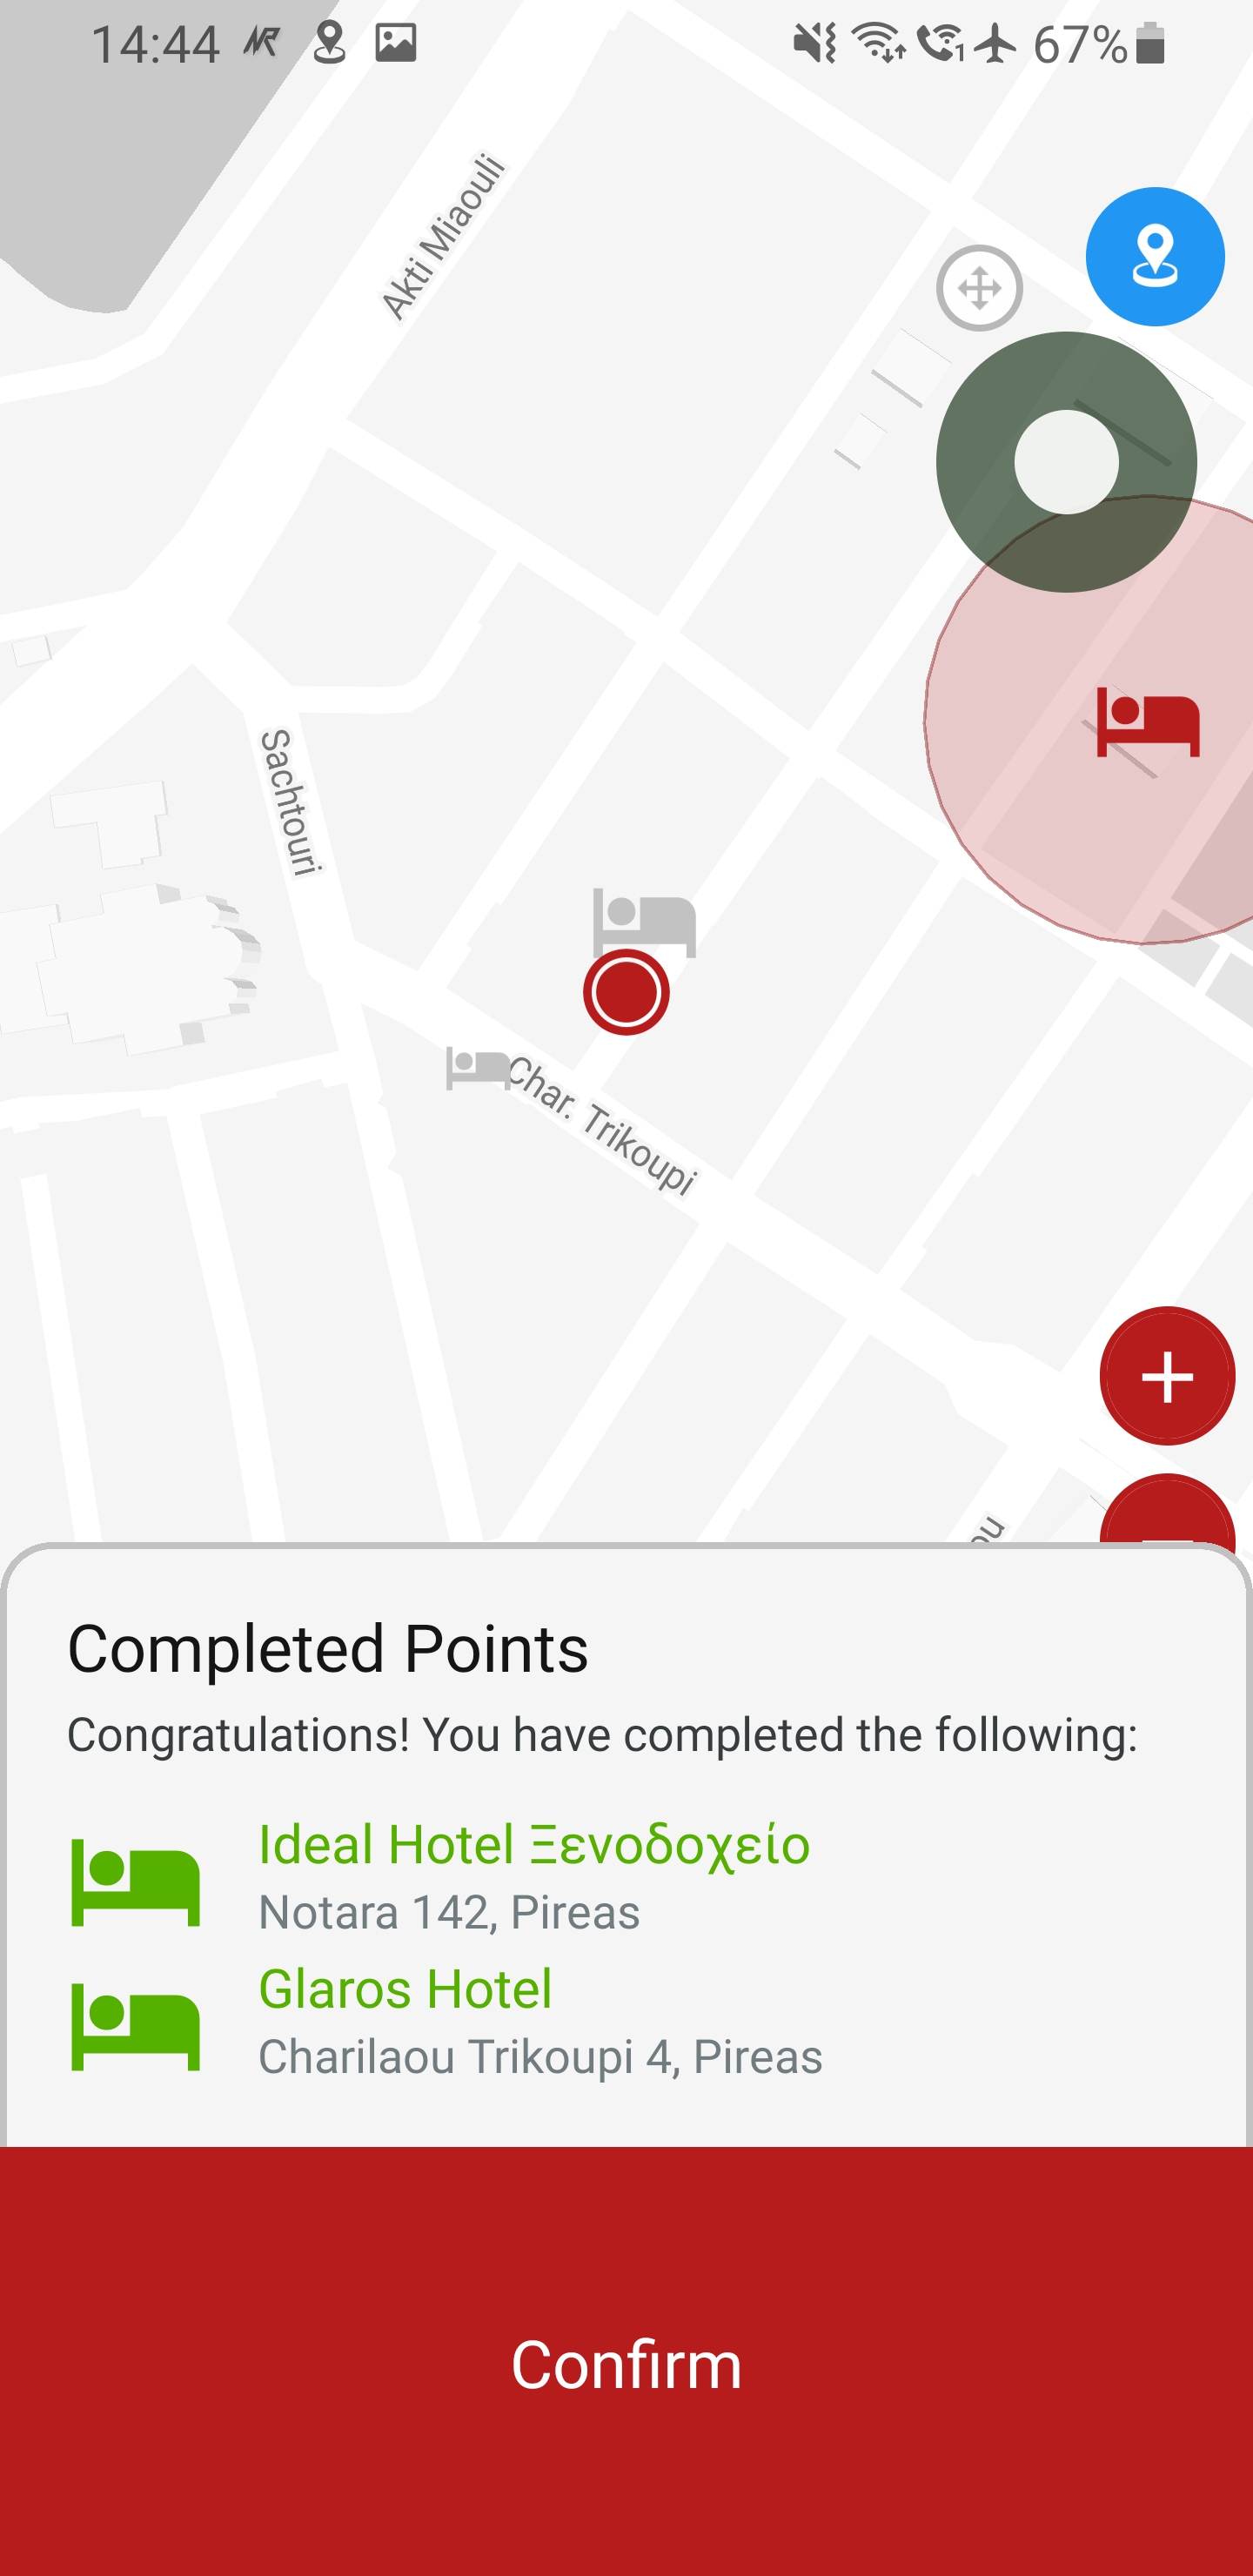 14:44
67%
Akti Miaouli
Sachtouri
Char. Trikoupi
ou
Completed Points
Congratulations! You have completed the following:
Ideal Hotel Ξενοδοχείο
Notara 142, Pireas
Glaros Hotel
Charilaou Trikoupi 4, Pireas
Confirm